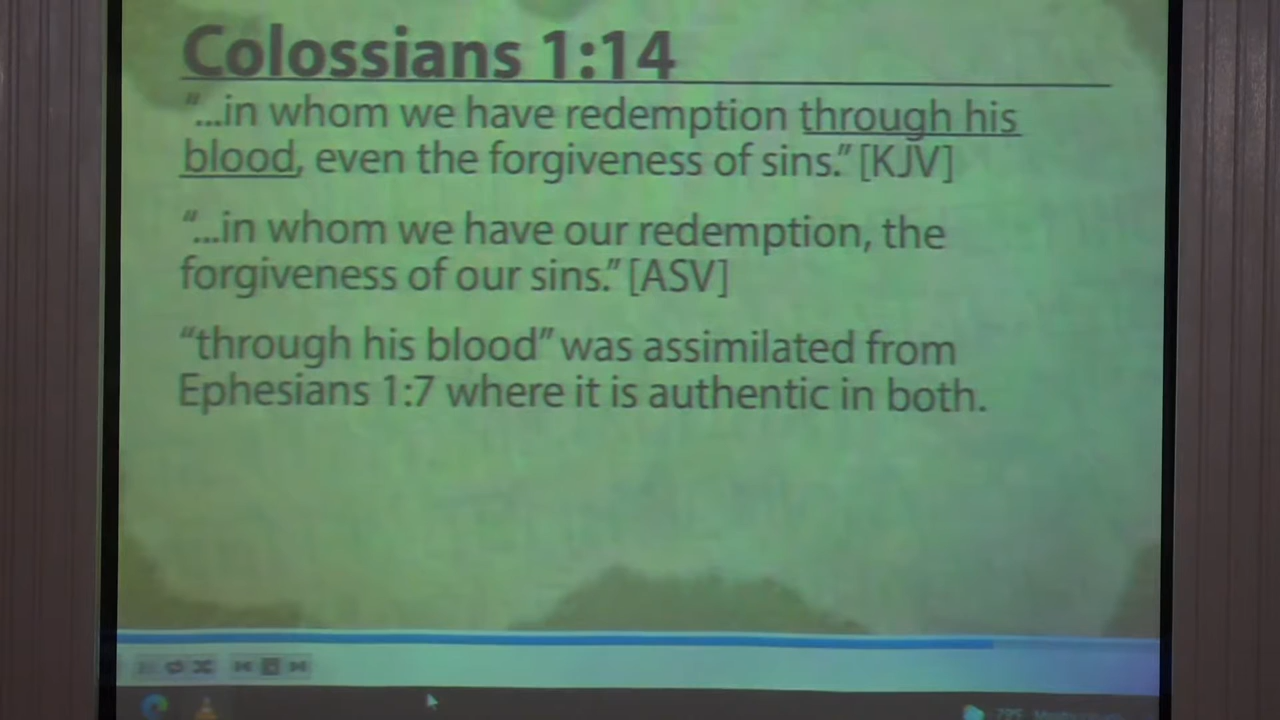 Colossians 1:14
“...in whom we have redemption through his
blood, even the forgiveness of sins.” [KJV]
“...in whom we have our redemption, the
forgiveness of our sins.” [ASV]
“through his blood” was assimilated from
Ephesians 1:7 where it is authentic in both.